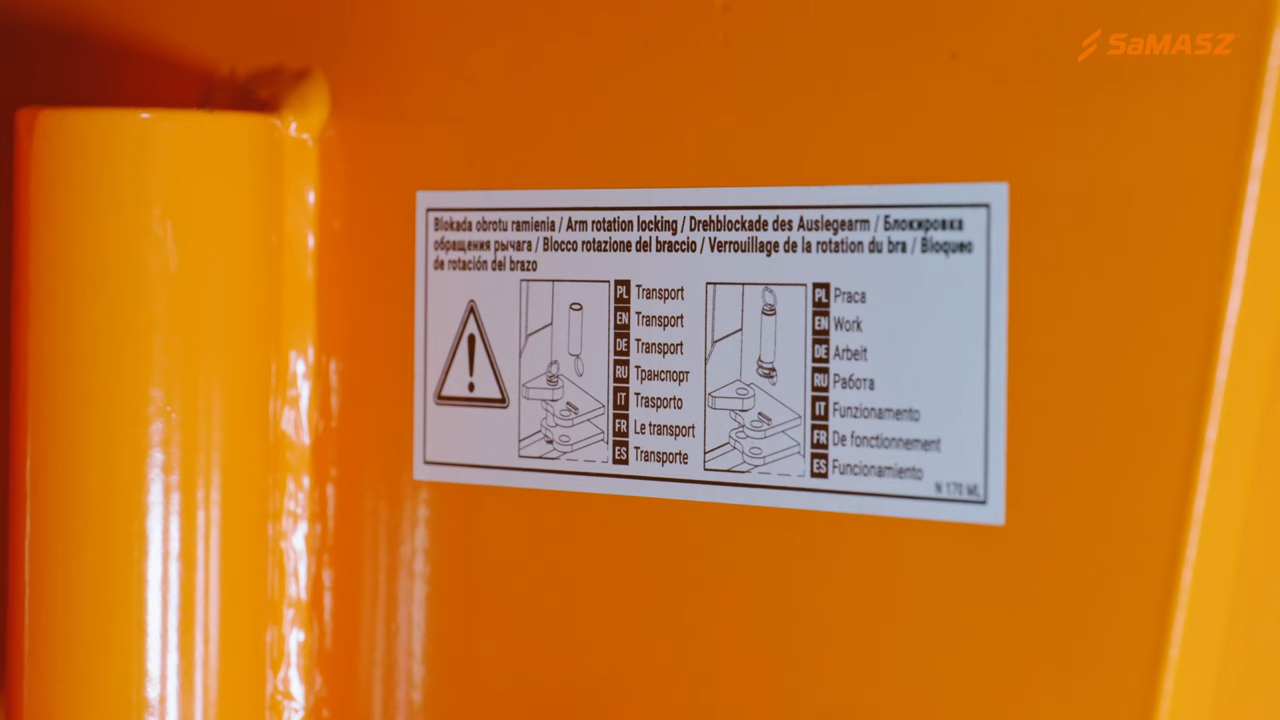 SaMASZ
Blokada obrotu ramienia / Arm rotation locking / Drehblockade des Auslegearm / Блокировка
обращения рычага / Blocco rotazione del braccio / Verrouillage de la rotation du bra / Bloqueo
de rotación del brazo
PL Transport
EN Transport
DE Transport
RU Транспорт
IT Trasporto
FR Le transport
ES Transporte
PL Praca
EN Work
DE Arbeit
RU Работа
IT Funzionamento
FR De fonctionnement
ES Funcionamiento
N 170 ML